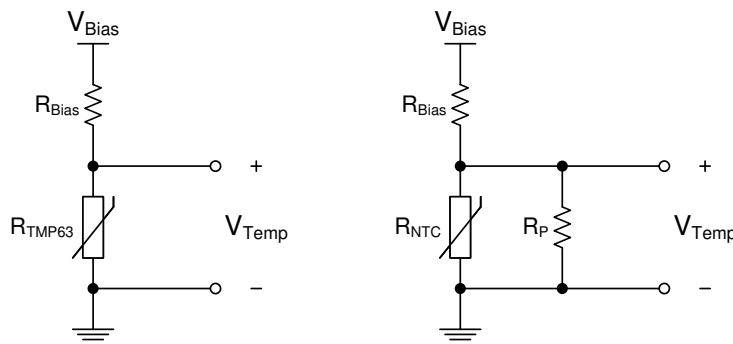 V_Bias
R_Bias
+
R_TMP63
V_Temp
−
V_Bias
R_Bias
+
R_NTC
R_P
V_Temp
−